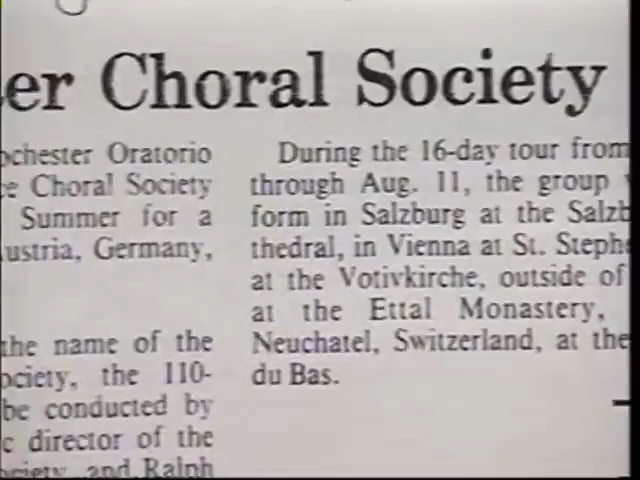 er Choral Society
ochester Oratorio
e Choral Society
Summer for a
ustria, Germany,
the name of the
ociety, the 110-
be conducted by
c director of the
ociety, and Ralph
During the 16-day tour from
through Aug. 11, the group
form in Salzburg at the Salzb
thedral, in Vienna at St. Steph
at the Votivkirche, outside of
at the Ettal Monastery,
Neuchatel, Switzerland, at the
du Bas.